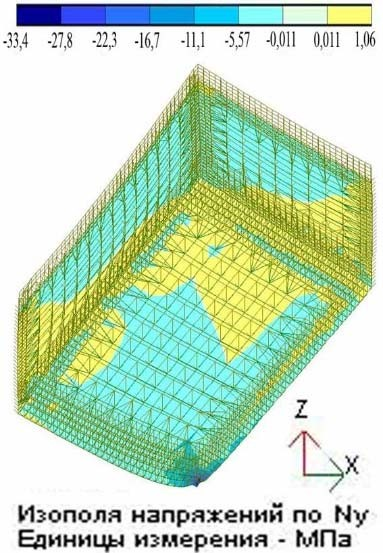 -33,4 -27,8 -22,3 -16,7 -11,1 -5,57 -0,011 0,011 1,06
Z
X
Изополя напряжений по Ny
Единицы измерения - МПа